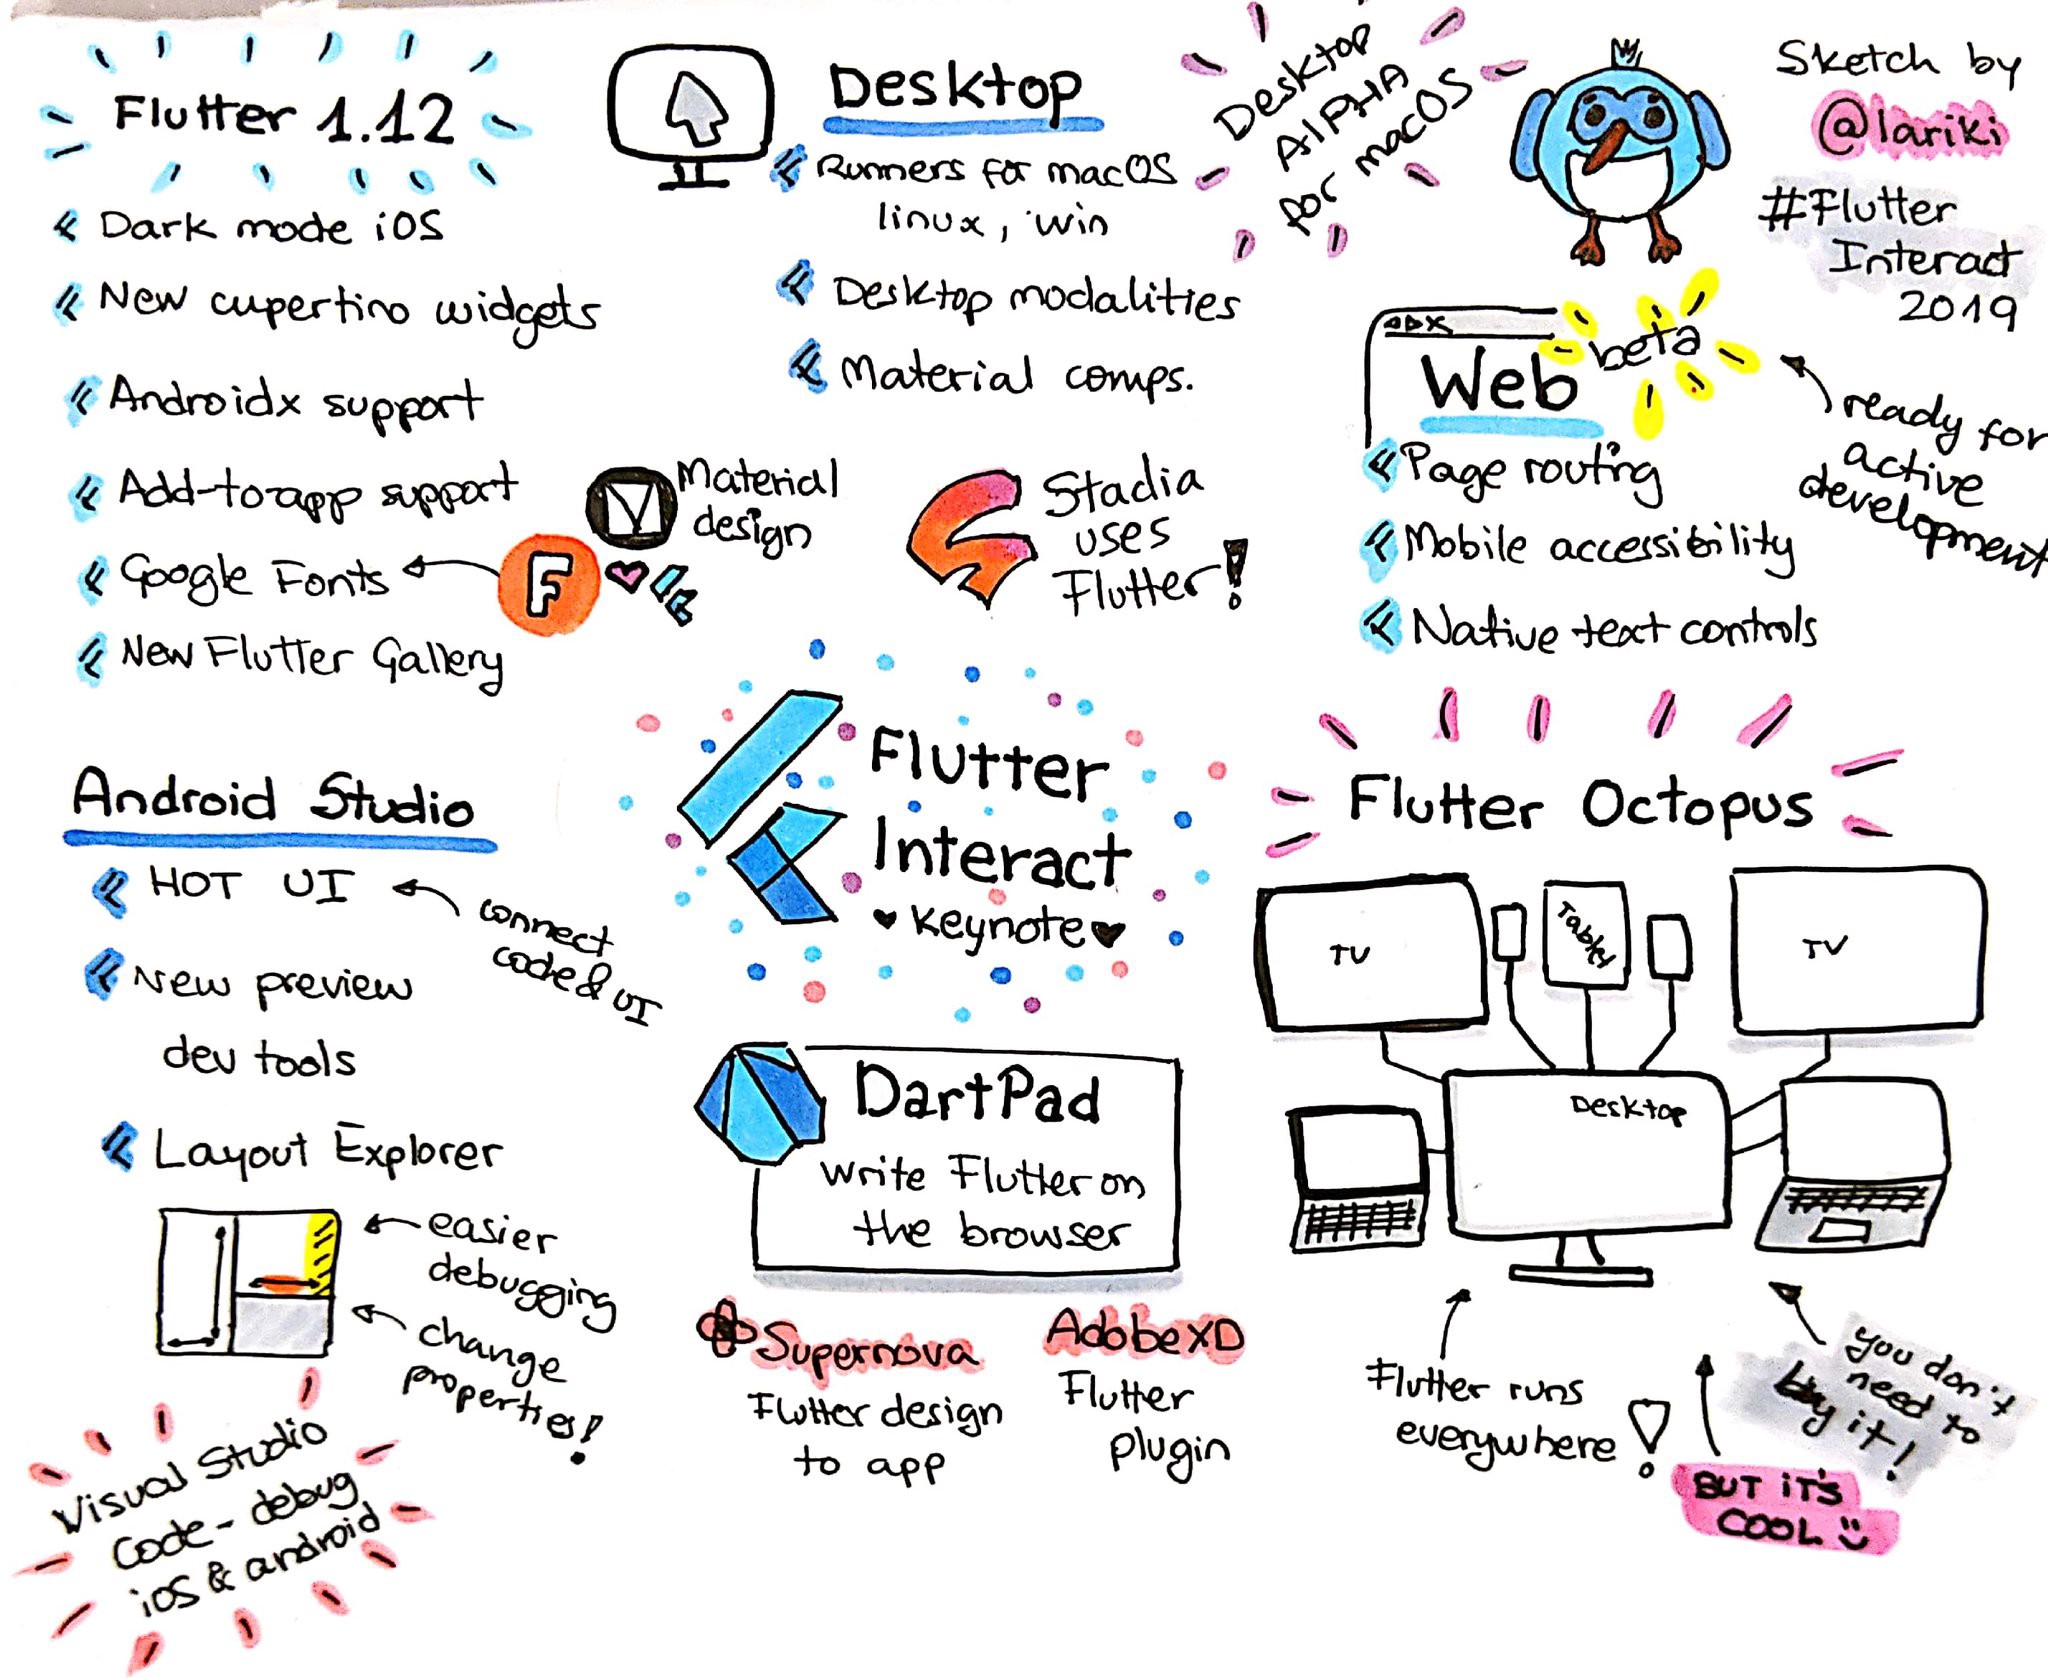 Flutter 1.12
Dark mode iOS
New cupertino widgets
Androidx support
Add-to-app support
Google Fonts
New Flutter Gallery
F
Material
design
Desktop
Runners for macOS
linux, win
Desktop modalities
Material comps.
Desktop
AlPHA
for macOS
Stadia
uses
Flutter!
Sketch by
@lariki
#Flutter
Interact
2019
Web
beta
ready for
active
development
Page routing
Mobile accessibility
Native text controls
Android Studio
HOT UI
connect
code & UI
New preview
dev tools
Layout Explorer
easier
debugging
change
properties!
Visual Studio
Code - debug
iOS & android
Flutter
Interact
Keynote
DartPad
Write Flutter on
the browser
Supernova
Flutter design
to app
AdobeXD
Flutter
plugin
Flutter Octopus
TV
Tablet
TV
Desktop
Flutter runs
everywhere!
you don't
need to
buy it!
BUT iT'S
COOL